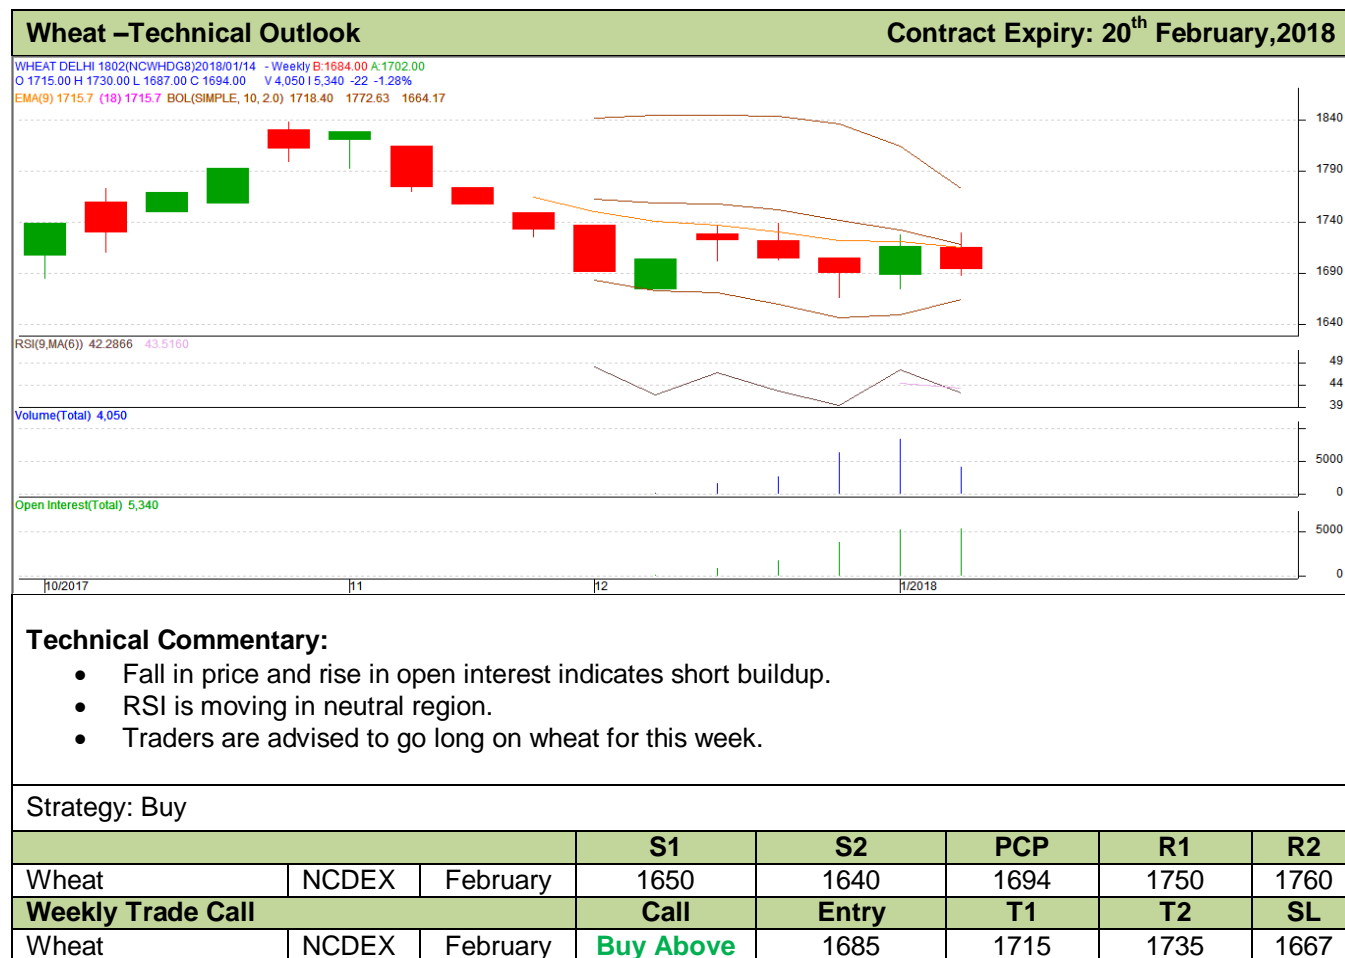 Wheat –Technical Outlook Contract Expiry: 20th February,2018
WHEAT DELHI 1802(NCWHDG8)2018/01/14 - Weekly B:1684.00 A:1702.00
O 1715.00 H 1730.00 L 1687.00 C 1694.00 V 4,050 I 5,340 -22 -1.28%
EMA(9) 1715.7 (18) 1715.7 BOL(SIMPLE, 10, 2.0) 1718.40 1772.63 1664.17
1840
1790
1740
1690
1640
RSI(9,MA(6)) 42.2866 43.5160
49
44
39
Volume(Total) 4,050
5000
0
Open Interest(Total) 5,340
5000
0
10/2017 11 12 1/2018
Technical Commentary:
• Fall in price and rise in open interest indicates short buildup.
• RSI is moving in neutral region.
• Traders are advised to go long on wheat for this week.
Strategy: Buy
S1 S2 PCP R1 R2
Wheat NCDEX February 1650 1640 1694 1750 1760
Weekly Trade Call Call Entry T1 T2 SL
Wheat NCDEX February Buy Above 1685 1715 1735 1667